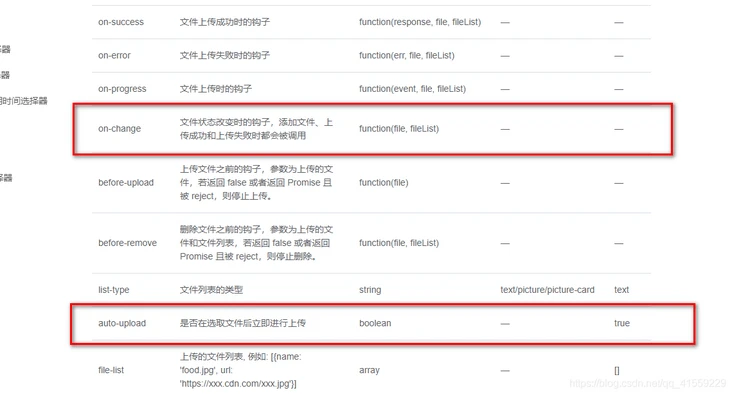 on-success 文件上传成功时的钩子 function(response, file, fileList) — —
on-error 文件上传失败时的钩子 function(err, file, fileList) — —
择器
器
on-progress 文件上传时的钩子 function(event, file, fileList) — —
时间选择器
文件状态改变时的钩子，添加文件、上
on-change function(file, fileList) — —
传成功和上传失败时都会被调用
上传文件之前的钩子，参数为上传的文
择器
before-upload 件，若返回 false 或者返回 Promise 且 function(file) — —
被 reject，则停止上传。
删除文件之前的钩子，参数为上传的文
before-remove 件和文件列表，若返回 false 或者返回 function(file, fileList) — —
Promise 且被 reject，则停止删除。
list-type 文件列表的类型 string text/picture/picture-card text
auto-upload 是否在选取文件后立即进行上传 boolean — true
上传的文件列表, 例如: [{name:
file-list 'food.jpg', url: array — []
'https://xxx.cdn.com/xxx.jpg'}]
https://blog.csdn.net/qq_41559229